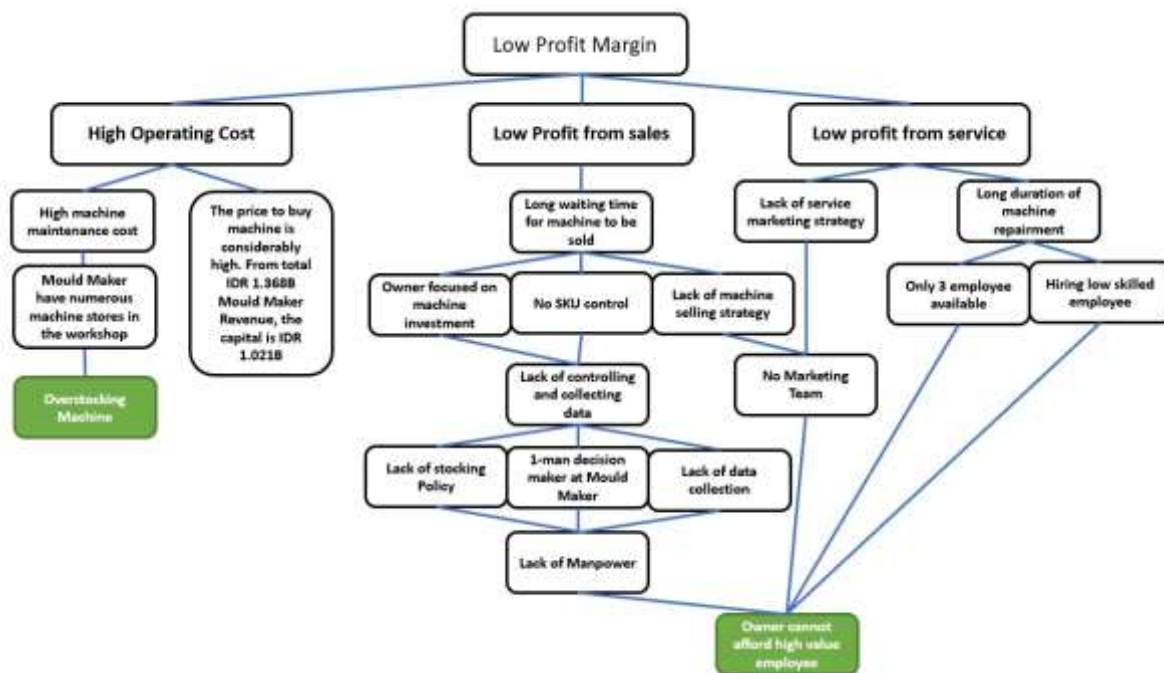 Low Profit Margin
High Operating Cost
Low Profit from sales
Low profit from service
High machine
maintenance cost
The price to buy
machine is
considerably
high. From total
IDR 1.368B
Mould Maker
Revenue, the
capital is IDR
1.021B
Long waiting time
for machine to be
sold
Lack of service
marketing strategy
Long duration of
machine
repairment
Mould Maker
have numerous
machine stores in
the workshop
Owner focused on
machine
investment
No SKU control
Lack of machine
selling strategy
Only 3 employee
available
Hiring low skilled
employee
Overstocking
Machine
Lack of controlling
and collecting
data
No Marketing
Team
Lack of stocking
Policy
1-man decision
maker at Mould
Maker
Lack of data
collection
Lack of Manpower
Owner cannot
afford high value
employee